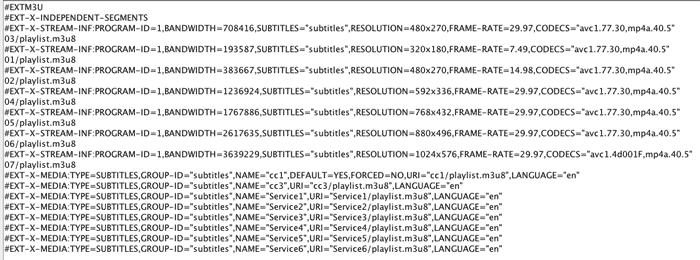 #EXTM3U
#EXT-X-INDEPENDENT-SEGMENTS
#EXT-X-STREAM-INF:PROGRAM-ID=1,BANDWIDTH=708416,SUBTITLES="subtitles",RESOLUTION=480x270,FRAME-RATE=29.97,CODECS="avc1.77.30,mp4a.40.5"
03/playlist.m3u8
#EXT-X-STREAM-INF:PROGRAM-ID=1,BANDWIDTH=193587,SUBTITLES="subtitles",RESOLUTION=320x180,FRAME-RATE=7.49,CODECS="avc1.77.30,mp4a.40.5"
01/playlist.m3u8
#EXT-X-STREAM-INF:PROGRAM-ID=1,BANDWIDTH=383667,SUBTITLES="subtitles",RESOLUTION=480x270,FRAME-RATE=14.98,CODECS="avc1.77.30,mp4a.40.5"
02/playlist.m3u8
#EXT-X-STREAM-INF:PROGRAM-ID=1,BANDWIDTH=1236924,SUBTITLES="subtitles",RESOLUTION=592x336,FRAME-RATE=29.97,CODECS="avc1.77.30,mp4a.40.5"
04/playlist.m3u8
#EXT-X-STREAM-INF:PROGRAM-ID=1,BANDWIDTH=1767886,SUBTITLES="subtitles",RESOLUTION=768x432,FRAME-RATE=29.97,CODECS="avc1.77.30,mp4a.40.5"
05/playlist.m3u8
#EXT-X-STREAM-INF:PROGRAM-ID=1,BANDWIDTH=2617635,SUBTITLES="subtitles",RESOLUTION=880x496,FRAME-RATE=29.97,CODECS="avc1.77.30,mp4a.40.5"
06/playlist.m3u8
#EXT-X-STREAM-INF:PROGRAM-ID=1,BANDWIDTH=3639229,SUBTITLES="subtitles",RESOLUTION=1024x576,FRAME-RATE=29.97,CODECS="avc1.4d001F,mp4a.40.5"
07/playlist.m3u8
#EXT-X-MEDIA:TYPE=SUBTITLES,GROUP-ID="subtitles",NAME="cc1",DEFAULT=YES,FORCED=NO,URI="cc1/playlist.m3u8",LANGUAGE="en"
#EXT-X-MEDIA:TYPE=SUBTITLES,GROUP-ID="subtitles",NAME="cc3",URI="cc3/playlist.m3u8",LANGUAGE="en"
#EXT-X-MEDIA:TYPE=SUBTITLES,GROUP-ID="subtitles",NAME="Service1",URI="Service1/playlist.m3u8",LANGUAGE="en"
#EXT-X-MEDIA:TYPE=SUBTITLES,GROUP-ID="subtitles",NAME="Service2",URI="Service2/playlist.m3u8",LANGUAGE="en"
#EXT-X-MEDIA:TYPE=SUBTITLES,GROUP-ID="subtitles",NAME="Service3",URI="Service3/playlist.m3u8",LANGUAGE="en"
#EXT-X-MEDIA:TYPE=SUBTITLES,GROUP-ID="subtitles",NAME="Service4",URI="Service4/playlist.m3u8",LANGUAGE="en"
#EXT-X-MEDIA:TYPE=SUBTITLES,GROUP-ID="subtitles",NAME="Service5",URI="Service5/playlist.m3u8",LANGUAGE="en"
#EXT-X-MEDIA:TYPE=SUBTITLES,GROUP-ID="subtitles",NAME="Service6",URI="Service6/playlist.m3u8",LANGUAGE="en"